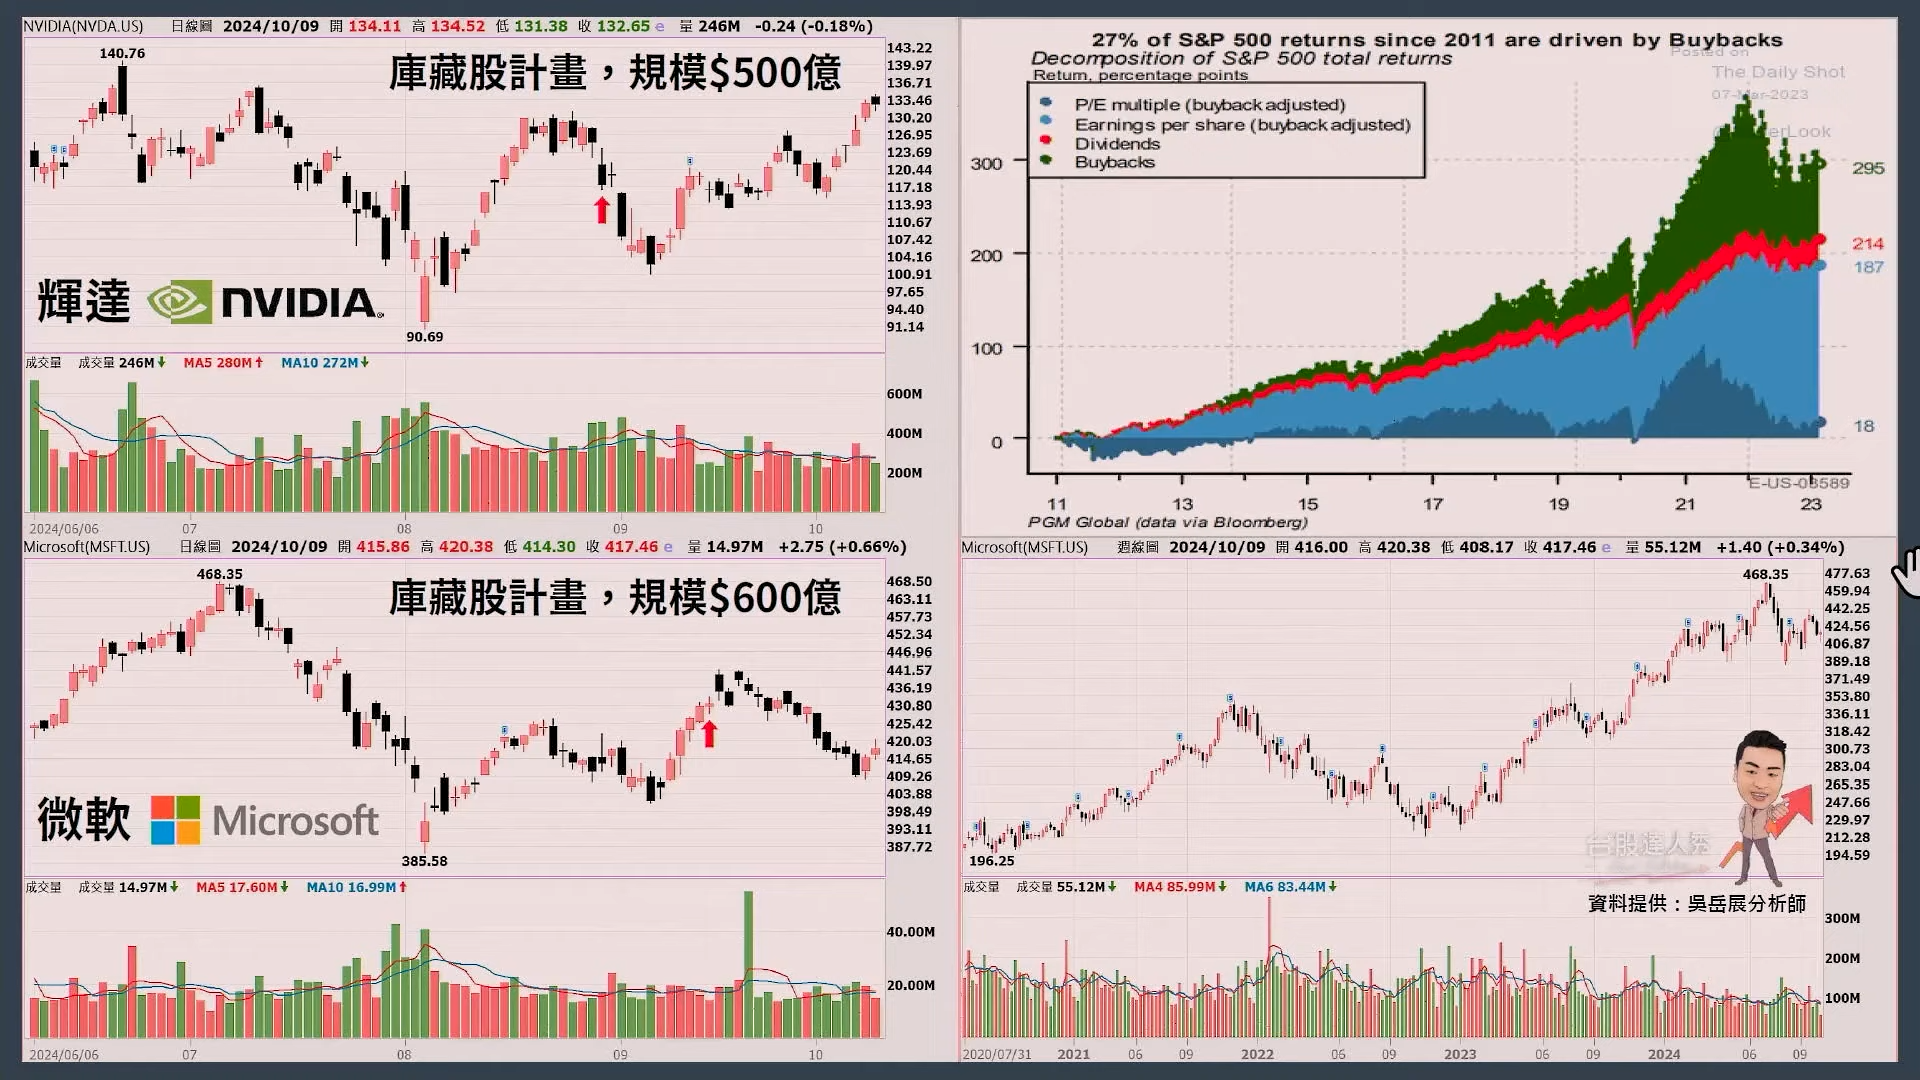 NVIDIA(NVDA.US) 日線圖 2024/10/09 開 134.11 高 134.52 低 131.38 收 132.65 e 量 246M -0.24 (-0.18%)
140.76
庫藏股計畫，規模$500億
143.22
139.97
136.71
133.46
130.20
126.95
123.69
120.44
117.18
113.93
110.67
107.42
104.16
100.91
97.65
94.40
91.14
輝達 NVIDIA.
90.69
成交量 成交量 246M MA5 280M MA10 272M
600M
400M
200M
2024/06/06 07 08 09 10
27% of S&P 500 returns since 2011 are driven by Buybacks
Decomposition of S&P 500 total returns
Return, percentage points
Posted on
The Daily Shot
07-Mar-2023
P/E multiple (buyback adjusted)
Earnings per share (buyback adjusted)
Dividends
Buybacks
300
200
100
0
295
214
187
18
E-US-03589
11 13 15 17 19 21 23
PGM Global (data via Bloomberg)
Microsoft(MSFT.US) 日線圖 2024/10/09 開 415.86 高 420.38 低 414.30 收 417.46 e 量 14.97M +2.75 (+0.66%)
468.35
庫藏股計畫，規模$600億
468.50
463.11
457.73
452.34
446.96
441.57
436.19
430.80
425.42
420.03
414.65
409.26
403.88
398.49
393.11
387.72
微軟 Microsoft
385.58
成交量 成交量 14.97M MA5 17.60M MA10 16.99M
40.00M
20.00M
2024/06/06 07 08 09 10
Microsoft(MSFT.US) 週線圖 2024/10/09 開 416.00 高 420.38 低 408.17 收 417.46 e 量 55.12M +1.40 (+0.34%)
468.35
477.63
459.94
442.25
424.56
406.87
389.18
371.49
353.80
336.11
318.42
300.73
283.04
265.35
247.66
229.97
212.28
194.59
196.25
台股達人秀
成交量 成交量 55.12M MA4 85.99M MA6 83.44M
資料提供：吳岳展分析師
300M
200M
100M
2020/07/31 2021 06 09 2022 06 09 2023 06 09 2024 06 09